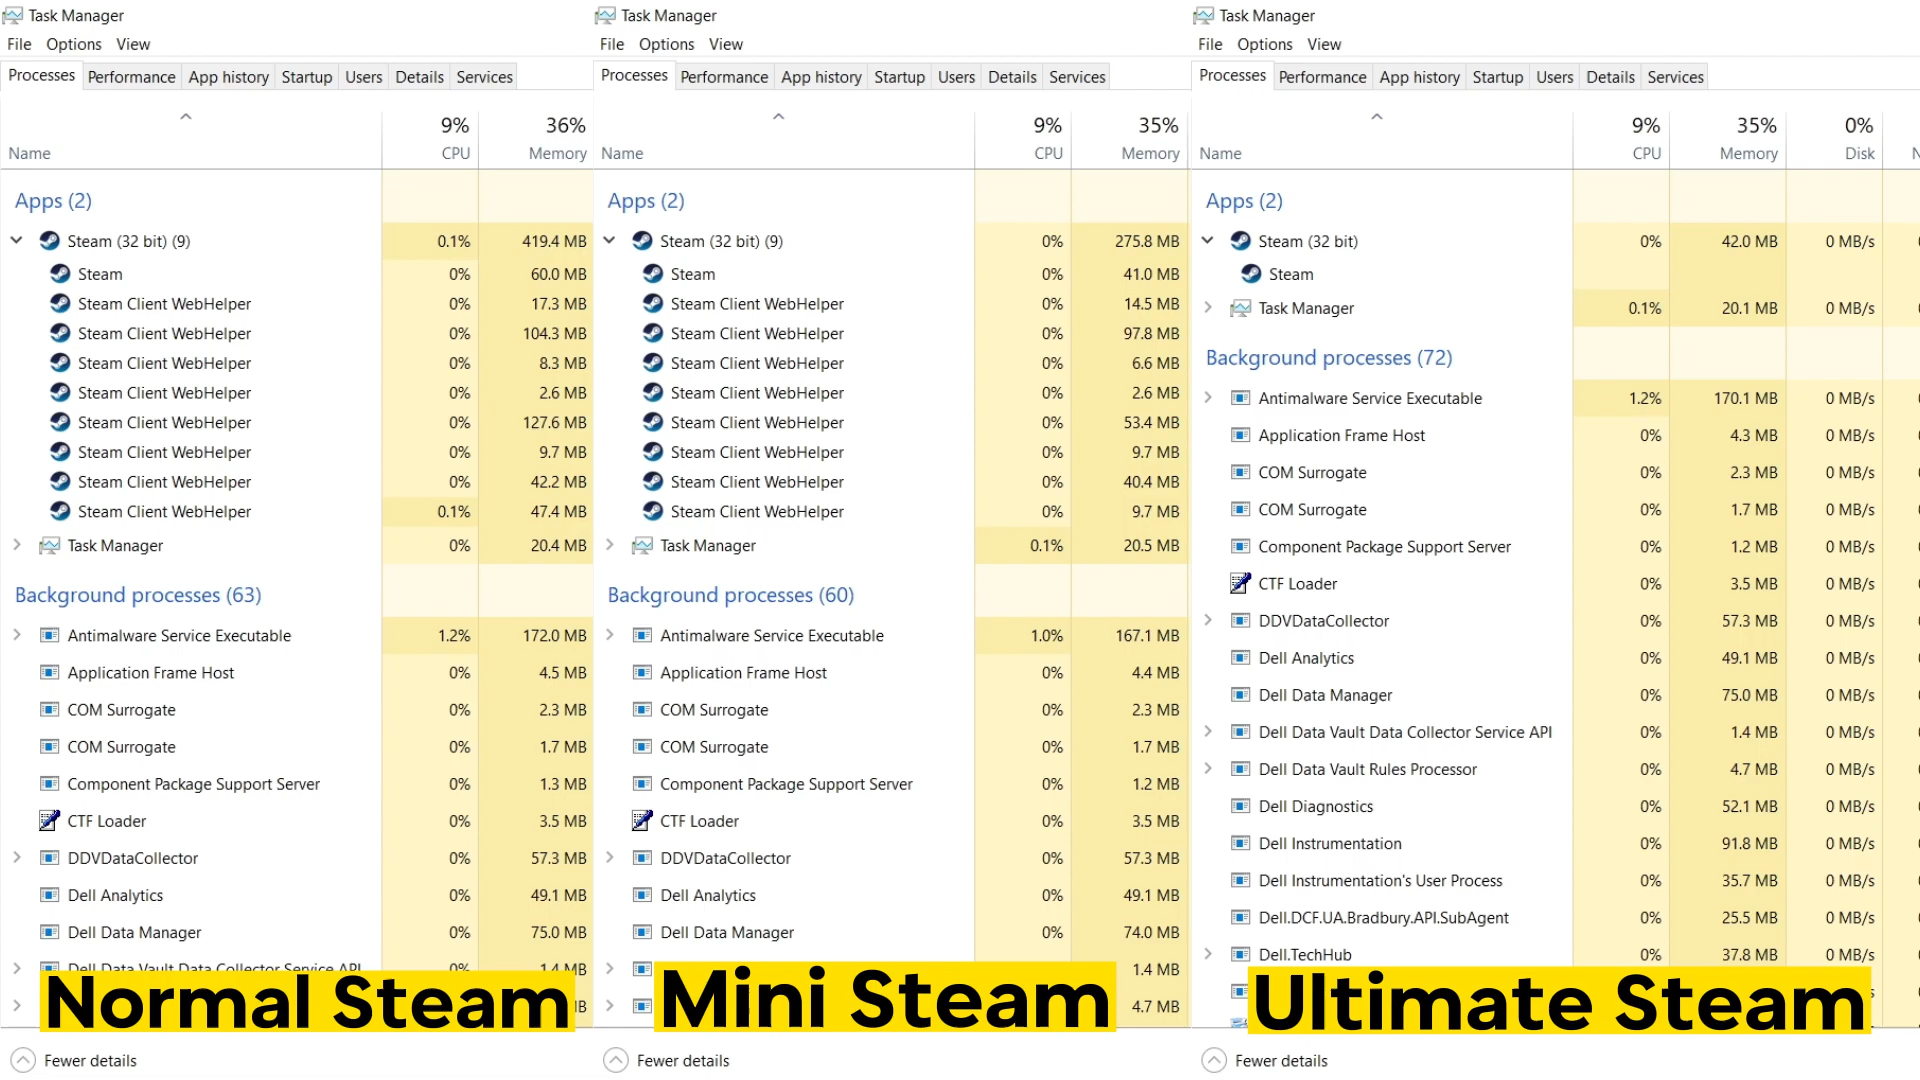 Task Manager
File Options View
Processes Performance App history Startup Users Details Services
9% 36%
Name CPU Memory
Apps (2)
Steam (32 bit) (9) 0.1% 419.4 MB
Steam 0% 60.0 MB
Steam Client WebHelper 0% 17.3 MB
Steam Client WebHelper 0% 104.3 MB
Steam Client WebHelper 0% 8.3 MB
Steam Client WebHelper 0% 2.6 MB
Steam Client WebHelper 0% 127.6 MB
Steam Client WebHelper 0% 9.7 MB
Steam Client WebHelper 0% 42.2 MB
Steam Client WebHelper 0.1% 47.4 MB
Task Manager 0% 20.4 MB
Background processes (63)
Antimalware Service Executable 1.2% 172.0 MB
Application Frame Host 0% 4.5 MB
COM Surrogate 0% 2.3 MB
COM Surrogate 0% 1.7 MB
Component Package Support Server 0% 1.3 MB
CTF Loader 0% 3.5 MB
DDVDataCollector 0% 57.3 MB
Dell Analytics 0% 49.1 MB
Dell Data Manager 0% 75.0 MB
Dell Data Vault Data Collector Service API 0% 1.4 MB
Normal Steam MB
Fewer details
Task Manager
File Options View
Processes Performance App history Startup Users Details Services
9% 35%
Name CPU Memory
Apps (2)
Steam (32 bit) (9) 0% 275.8 MB
Steam 0% 41.0 MB
Steam Client WebHelper 0% 14.5 MB
Steam Client WebHelper 0% 97.8 MB
Steam Client WebHelper 0% 6.6 MB
Steam Client WebHelper 0% 2.6 MB
Steam Client WebHelper 0% 53.4 MB
Steam Client WebHelper 0% 9.7 MB
Steam Client WebHelper 0% 40.4 MB
Steam Client WebHelper 0% 9.7 MB
Task Manager 0.1% 20.5 MB
Background processes (60)
Antimalware Service Executable 1.0% 167.1 MB
Application Frame Host 0% 4.4 MB
COM Surrogate 0% 2.3 MB
COM Surrogate 0% 1.7 MB
Component Package Support Server 0% 1.2 MB
CTF Loader 0% 3.5 MB
DDVDataCollector 0% 57.3 MB
Dell Analytics 0% 49.1 MB
Dell Data Manager 0% 74.0 MB
1.4 MB
Mini Steam 4.7 MB
Fewer details
Task Manager
File Options View
Processes Performance App history Startup Users Details Services
9% 35% 0%
Name CPU Memory Disk
Apps (2)
Steam (32 bit) 0% 42.0 MB 0 MB/s
Steam
Task Manager 0.1% 20.1 MB 0 MB/s
Background processes (72)
Antimalware Service Executable 1.2% 170.1 MB 0 MB/s
Application Frame Host 0% 4.3 MB 0 MB/s
COM Surrogate 0% 2.3 MB 0 MB/s
COM Surrogate 0% 1.7 MB 0 MB/s
Component Package Support Server 0% 1.2 MB 0 MB/s
CTF Loader 0% 3.5 MB 0 MB/s
DDVDataCollector 0% 57.3 MB 0 MB/s
Dell Analytics 0% 49.1 MB 0 MB/s
Dell Data Manager 0% 75.0 MB 0 MB/s
Dell Data Vault Data Collector Service API 0% 1.4 MB 0 MB/s
Dell Data Vault Rules Processor 0% 4.7 MB 0 MB/s
Dell Diagnostics 0% 52.1 MB 0 MB/s
Dell Instrumentation 0% 91.8 MB 0 MB/s
Dell Instrumentation's User Process 0% 35.7 MB 0 MB/s
Dell.DCF.UA.Bradbury.API.SubAgent 0% 25.5 MB 0 MB/s
Dell.TechHub 0% 37.8 MB 0 MB/s
Ultimate Steam
Fewer details